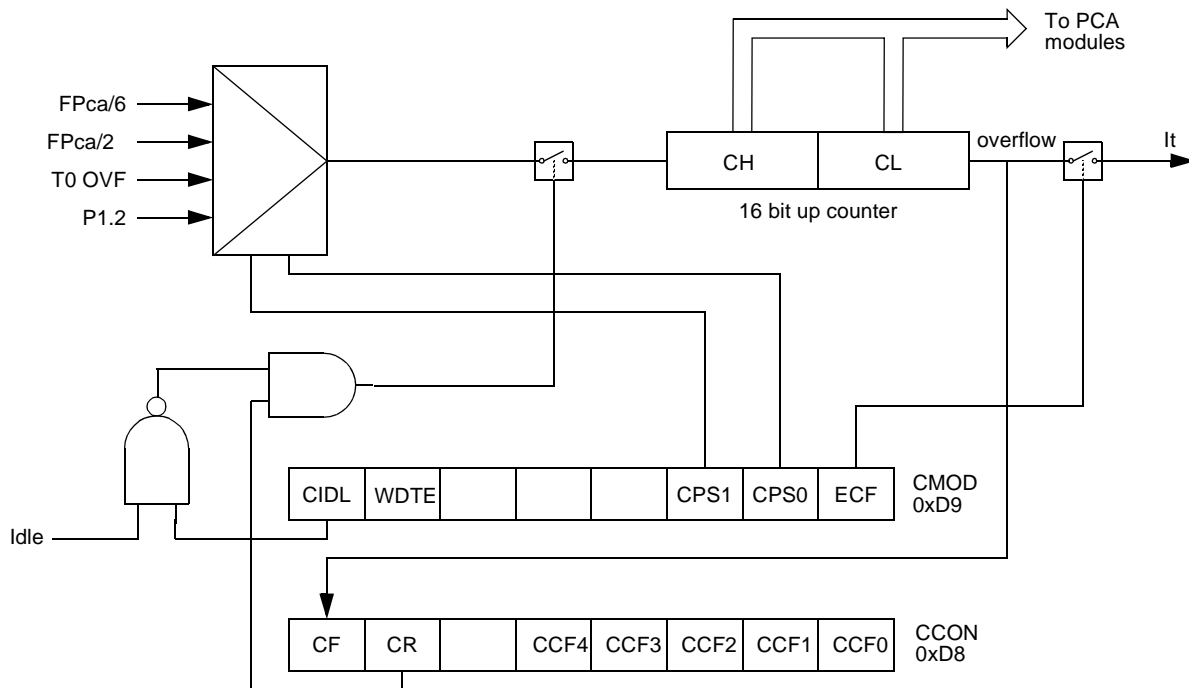 To PCA
modules
FPca/6
FPca/2
T0 OVF
P1.2
CH
CL
overflow
It
16 bit up counter
CIDL
WDTE
CPS1
CPS0
ECF
CMOD
0xD9
Idle
CF
CR
CCF4
CCF3
CCF2
CCF1
CCF0
CCON
0xD8